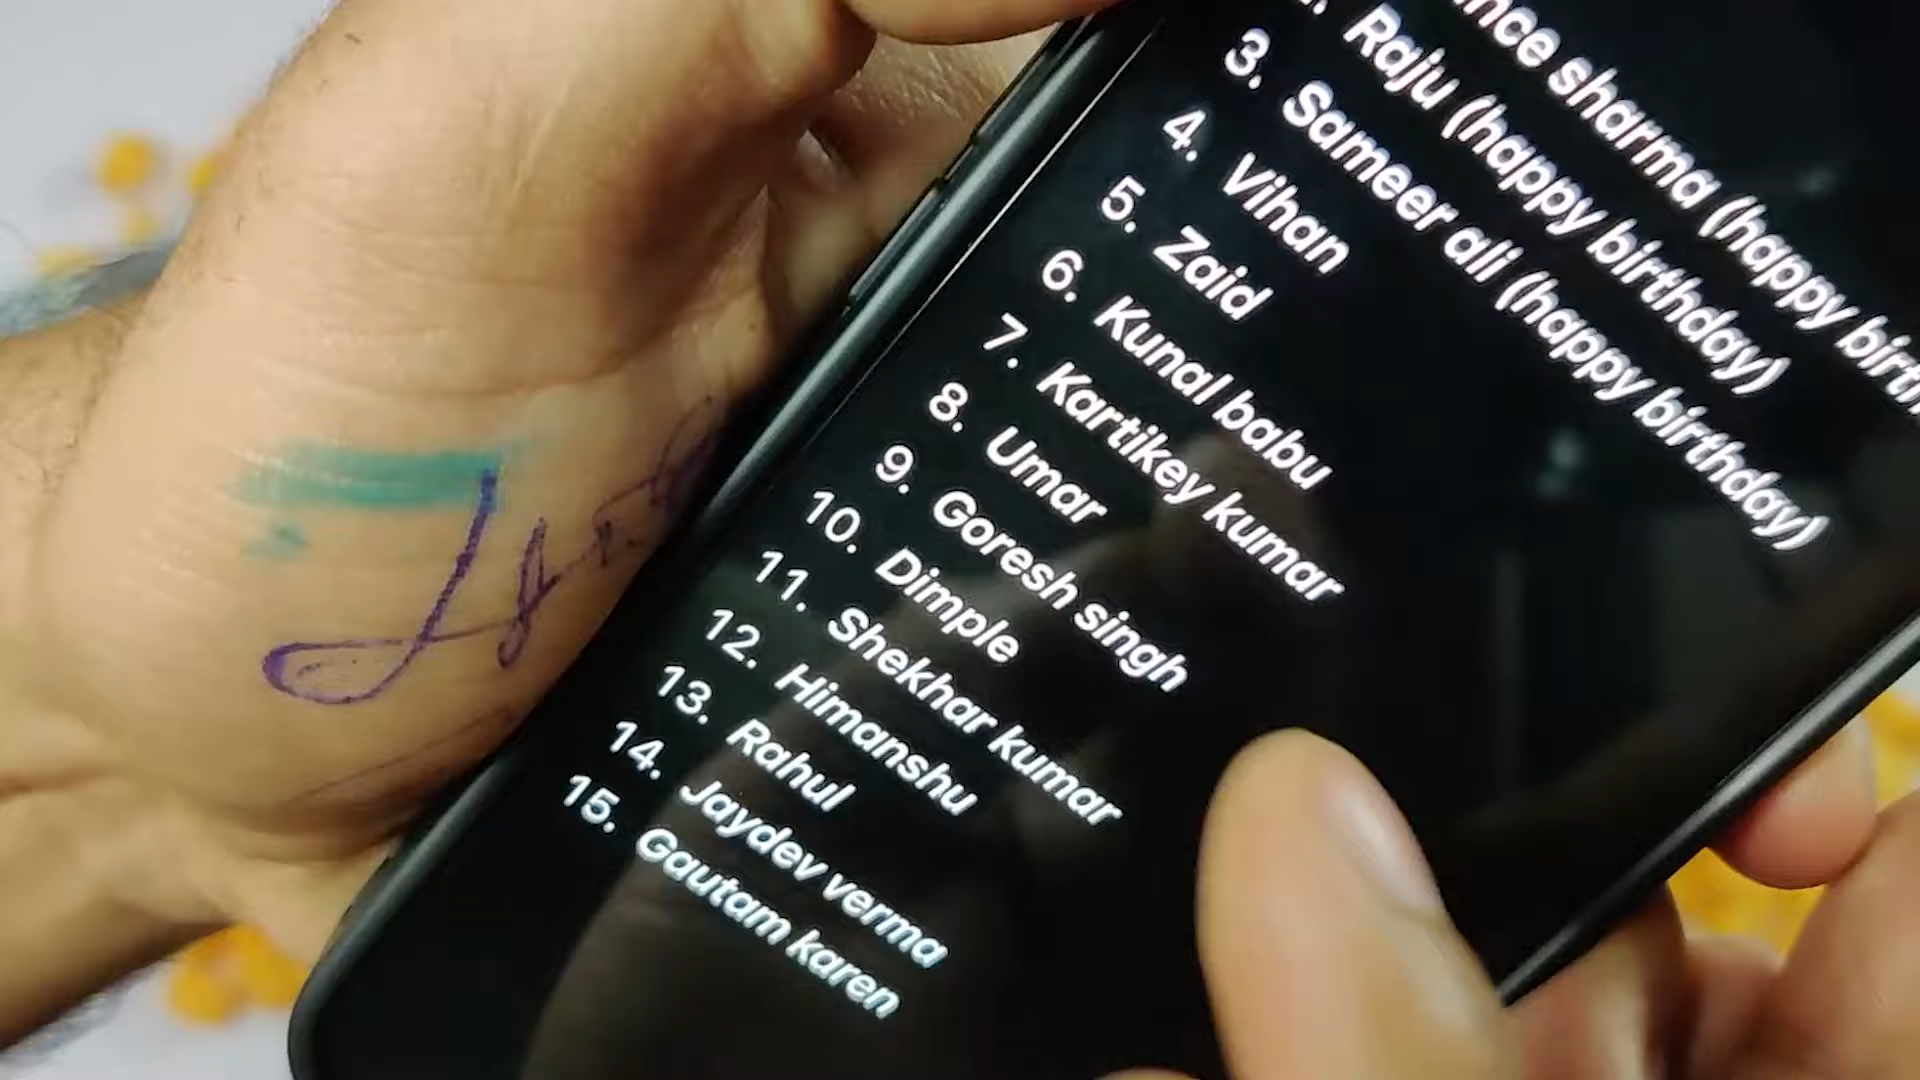 sharma (happy
Raju (happy birthday)
3. Sameer ali (happy birthday)
4. Vihan
5. Zaid
6. Kunal babu
7. Kartikey kumar
8. Umar
9. Goresh singh
10. Dimple
11. Shekhar kumar
12. Himanshu
13. Rahul
14. Jaydev verma
15. Gautam karen